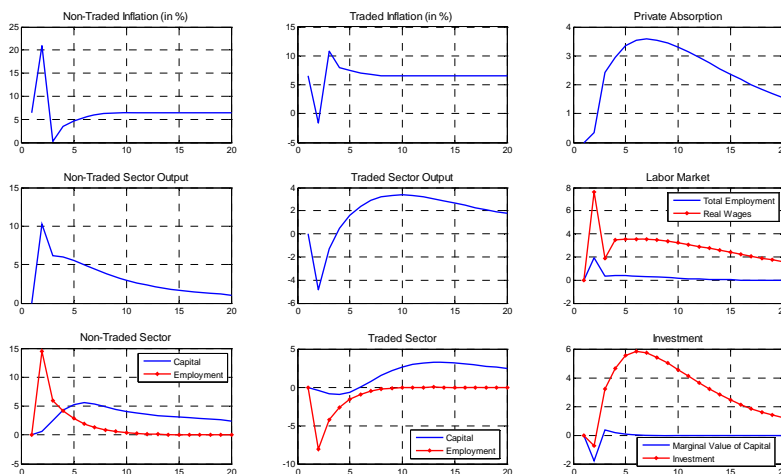 Non-Traded Inflation (in %)
25
20
15
10
5
0
0 5 10 15 20
Traded Inflation (in %)
15
10
5
0
-5
0 5 10 15 20
Private Absorption
4
3
2
1
0
0 5 10 15 20
Non-Traded Sector Output
15
10
5
0
0 5 10 15 20
Traded Sector Output
4
2
0
-2
-4
-6
0 5 10 15 20
Labor Market
8
6
4
2
0
-2
0 5 10 15 20
Total Employment
Real Wages
Non-Traded Sector
15
10
5
0
-5
0 5 10 15 20
Capital
Employment
Traded Sector
5
0
-5
-10
0 5 10 15 20
Capital
Employment
Investment
6
4
2
0
-2
0 5 10 15 20
Marginal Value of Capital
Investment